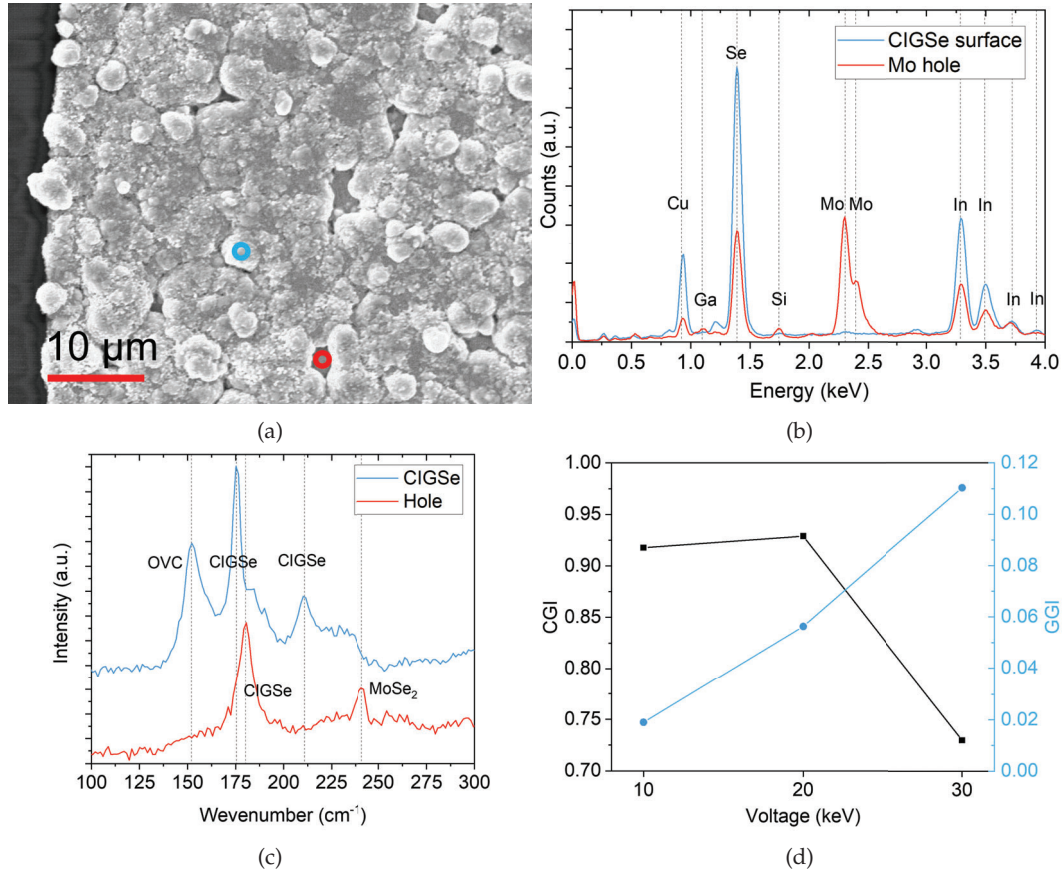 10 μm
(a)
CIGSe surface
Mo hole
Se
Cu
Mo Mo
In In
Ga
Si
In In
Counts (a.u.)
0.0 0.5 1.0 1.5 2.0 2.5 3.0 3.5 4.0
Energy (keV)
(b)
CIGSe
Hole
OVC
CIGSe
CIGSe
CIGSe
MoSe₂
Intensity (a.u.)
100 125 150 175 200 225 250 275 300
Wevenumber (cm⁻¹)
(c)
1.00
0.95
0.90
0.85
0.80
0.75
0.70
CGI
0.12
0.10
0.08
0.06
0.04
0.02
0.00
GGI
10 20 30
Voltage (keV)
(d)